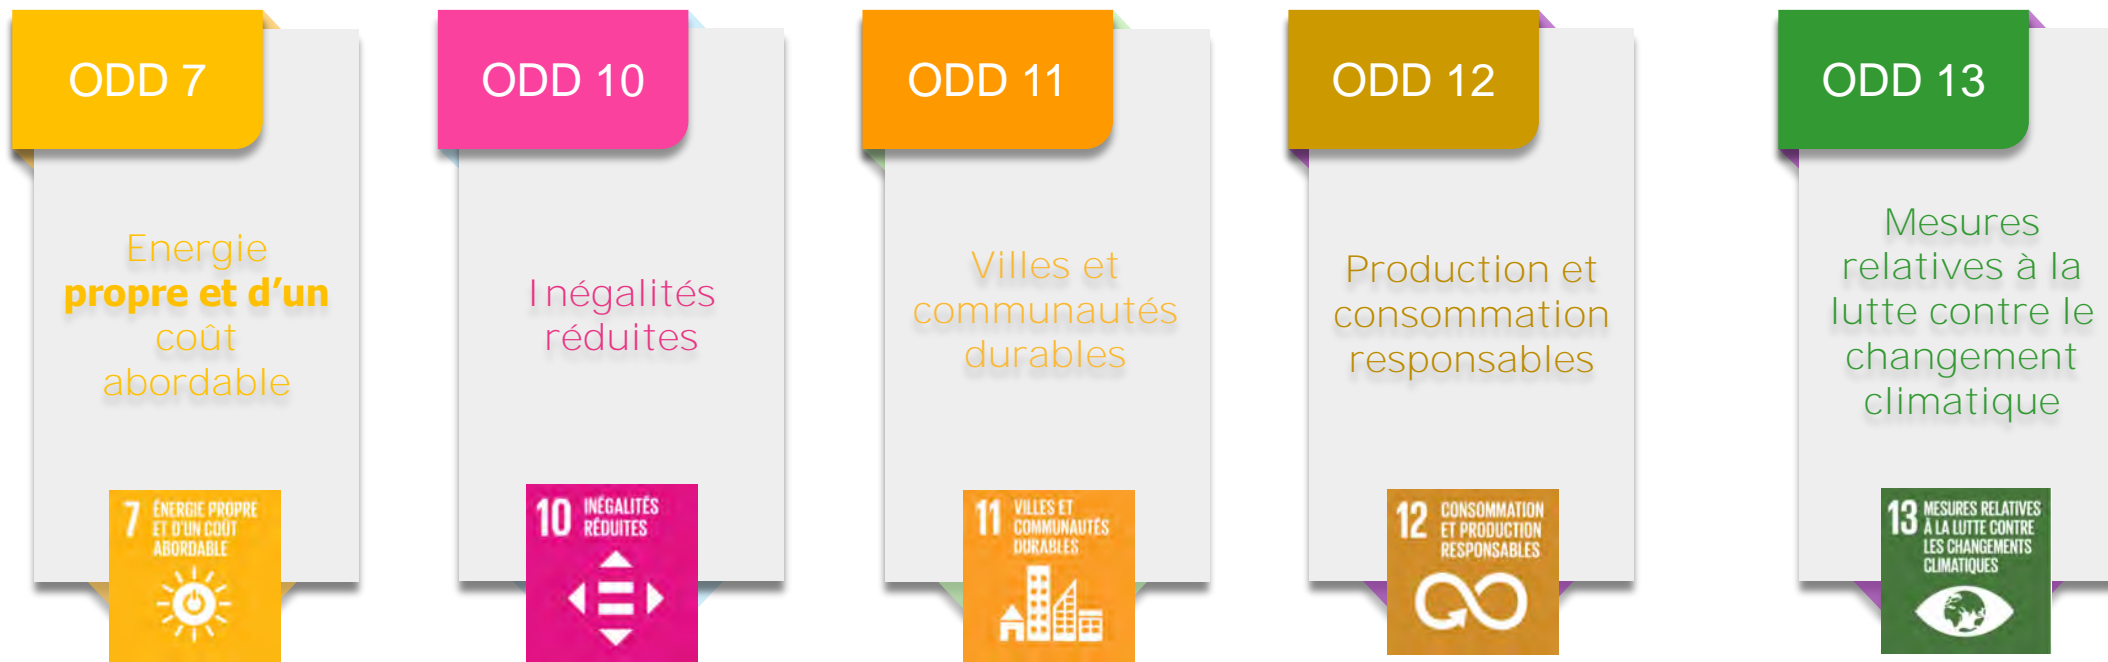 ODD 7
Energie
propre et d’un
coût
abordable
7 ÉNERGIE PROPRE
ET D'UN COÛT
ABORDABLE
ODD 10
Inégalités
réduites
10 INÉGALITÉS
RÉDUITES
ODD 11
Villes et
communautés
durables
11 VILLES ET
COMMUNAUTÉS
DURABLES
ODD 12
Production et
consommation
responsables
12 CONSOMMATION
ET PRODUCTION
RESPONSABLES
ODD 13
Mesures
relatives à la
lutte contre le
changement
climatique
13 MESURES RELATIVES
À LA LUTTE CONTRE
LES CHANGEMENTS
CLIMATIQUES